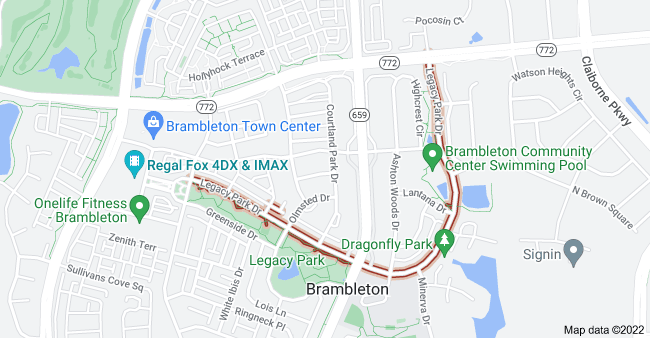 Pocosin Ct
Hollyhock Terrace
772
772
772
Watson Heights Cir
Claiborne Pkwy
Legacy Park Dr
Highcrest Cir
659
Courtland Park Dr
Brambleton Town Center
Regal Fox 4DX & IMAX
Brambleton Community
Center Swimming Pool
Ashton Woods Dr
Lantana Dr
N Brown Square
Legacy Park Dr
Olmsted Dr
Onelife Fitness
- Brambleton
Greenside Dr
Zenith Terr
Dragonfly Park
Signin
Legacy Park
Sullivans Cove Sq
White Ibis Dr
Brambleton
Minerva Dr
Lois Ln
Ringneck Pl
Map data ©2022